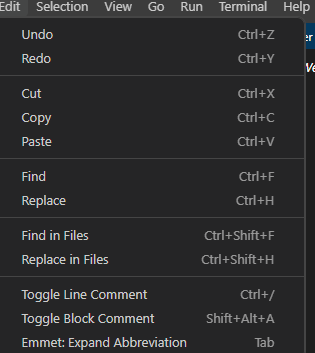 Edit Selection View Go Run Terminal Help
Undo Ctrl+Z
Redo Ctrl+Y
Cut Ctrl+X
Copy Ctrl+C
Paste Ctrl+V
Find Ctrl+F
Replace Ctrl+H
Find in Files Ctrl+Shift+F
Replace in Files Ctrl+Shift+H
Toggle Line Comment Ctrl+/
Toggle Block Comment Shift+Alt+A
Emmet: Expand Abbreviation Tab